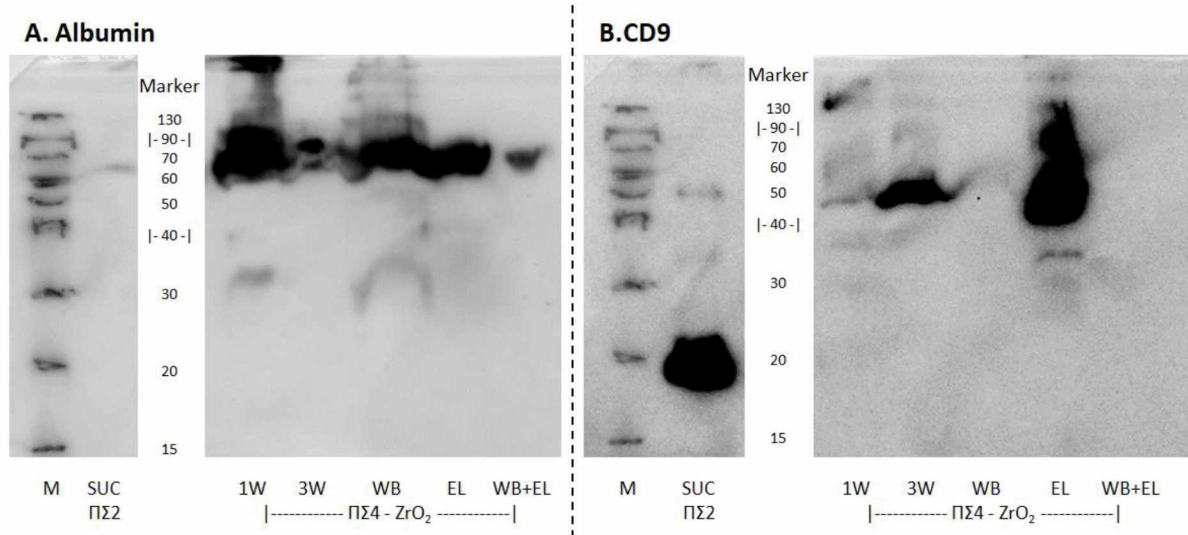 A. Albumin
Marker
130
|- 90 -|
70
60
50
|- 40 -|
30
20
15
M SUC 1W 3W WB EL WB+EL
ΠΣ2 |------------ ΠΣ4 - ZrO₂ ------------|
B.CD9
Marker
130
|- 90 -|
70
60
50
|- 40 -|
30
20
15
M SUC 1W 3W WB EL WB+EL
ΠΣ2 |------------ ΠΣ4 - ZrO₂ ------------|